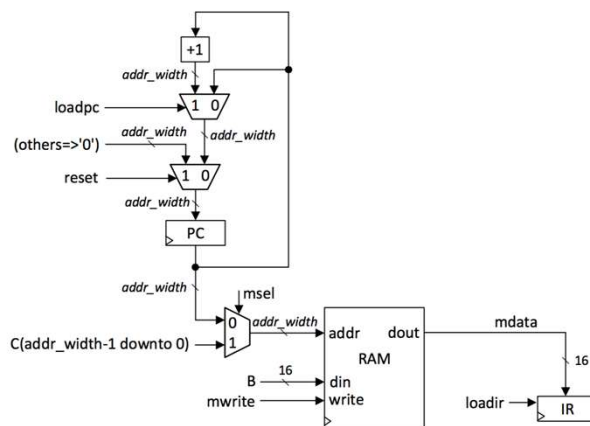 +1
addr_width
loadpc
1 0
addr_width
(others=>'0')
addr_width
reset
1 0
addr_width
PC
addr_width
msel
0
addr_width
addr
dout
mdata
C(addr_width-1 downto 0)
1
RAM
16
B
16
din
mwrite
write
loadir
IR